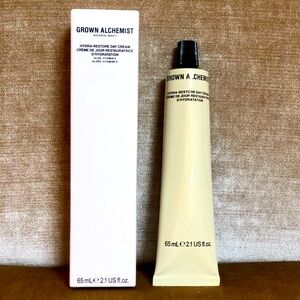 GROWN ALCHEMIST
HYDRA-RESTORE DAY CREAM
CRÈME DE JOUR RESTAURATRICE
D'HYDRATATION
65 mL ℮ 2.1 US fl.oz.
GROWN ALCHEMIST
HYDRA-RESTORE DAY CREAM
CRÈME DE JOUR RESTAURATRICE
D'HYDRATATION
65 mL ℮ 2.1 US fl.oz.